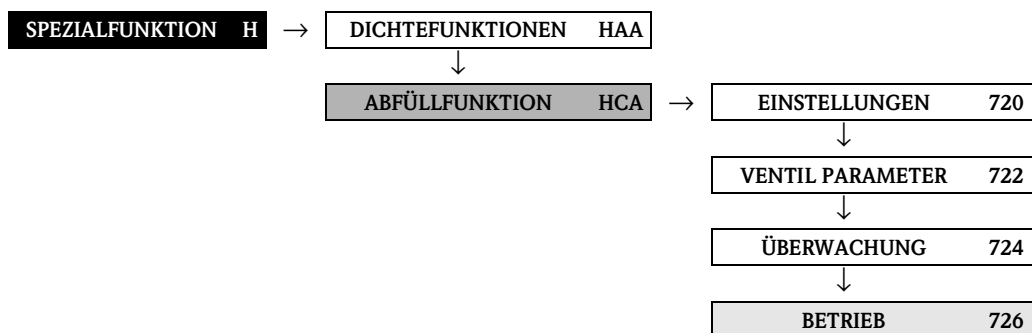 SPEZIALFUNKTION H → DICHTEFUNKTIONEN HAA
↓
ABFÜLLFUNKTION HCA → EINSTELLUNGEN 720
↓
VENTIL PARAMETER 722
↓
ÜBERWACHUNG 724
↓
BETRIEB 726